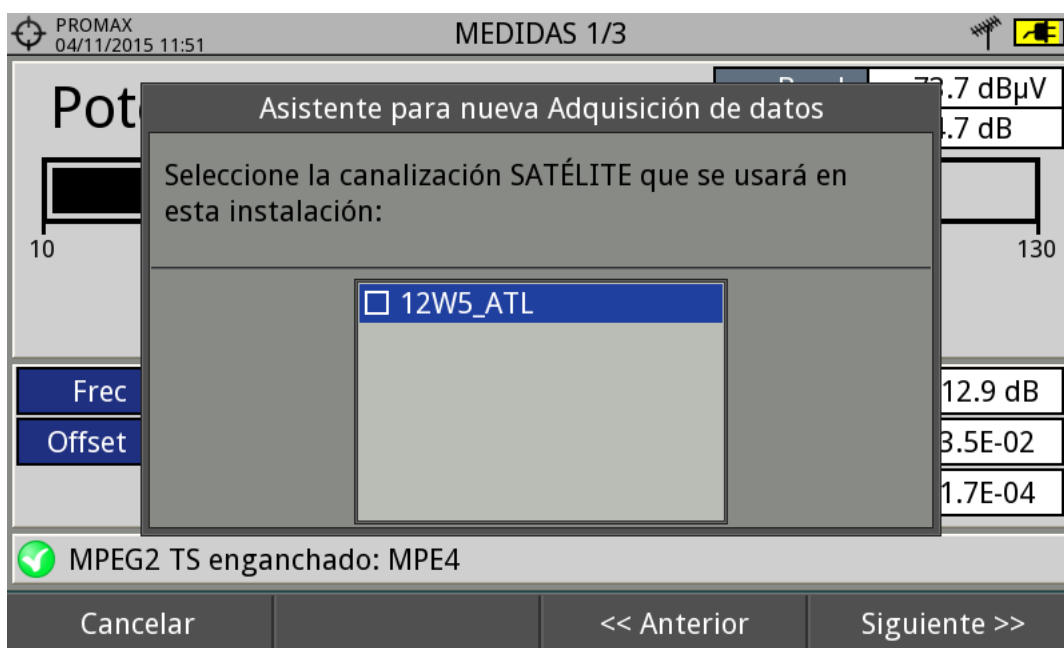 PROMAX
04/11/2015 11:51
MEDIDAS 1/3
Pot
.7 dBµV
.7 dB
10
130
Asistente para nueva Adquisición de datos
Seleccione la canalización SATÉLITE que se usará en
esta instalación:
12W5_ATL
Frec
12.9 dB
Offset
3.5E-02
1.7E-04
MPEG2 TS enganchado: MPE4
Cancelar
<< Anterior
Siguiente >>